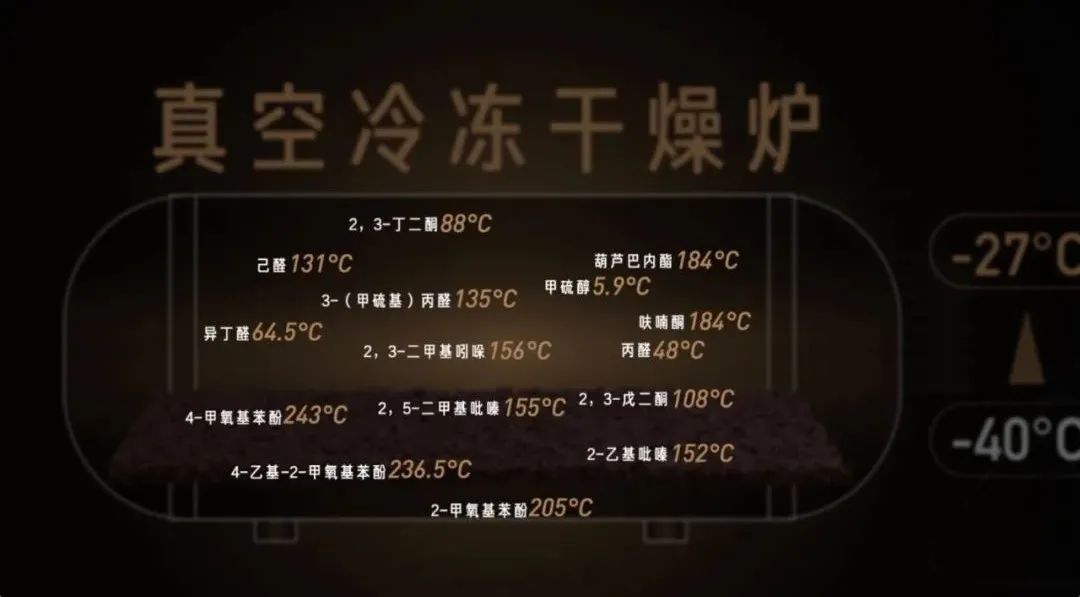 真空冷冻干燥炉
2，3-丁二酮88°C
己醛131°C
葫芦巴内酯184°C
甲硫醇5.9°C
3-（甲硫基）丙醛135°C
-27°C
呋喃酮184°C
异丁醛64.5°C
2，3-二甲基吲哚156°C
丙醛48°C
2，3-戊二酮108°C
2，5-二甲基吡嗪155°C
4-甲氧基苯酚243°C
-40°C
2-乙基吡嗪152°C
4-乙基-2-甲氧基苯酚236.5°C
2-甲氧基苯酚205°C